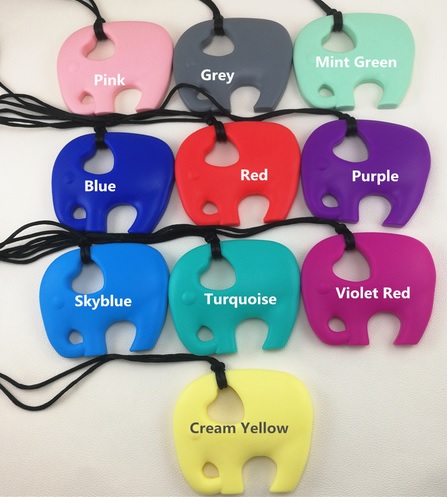 Pink
Grey
Mint Green
Blue
Red
Purple
Skyblue
Turquoise
Violet Red
Cream Yellow